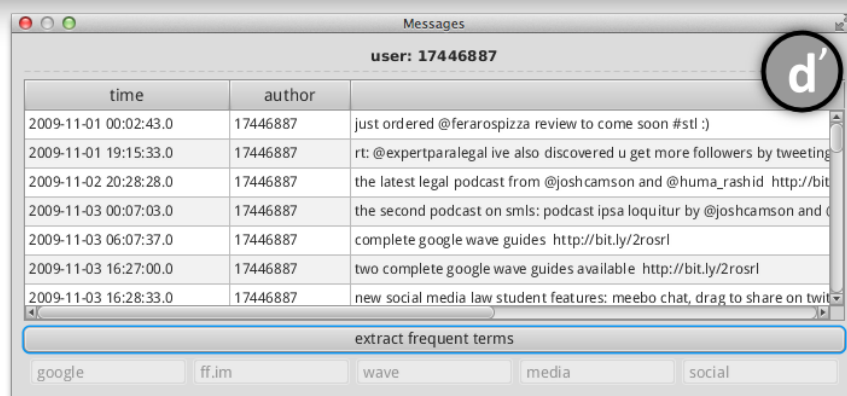 Messages
user: 17446887
d'
time author
2009-11-01 00:02:43.0 17446887 just ordered @ferarospizza review to come soon #stl :)
2009-11-01 19:15:33.0 17446887 rt: @expertparalegal ive also discovered u get more followers by tweeting
2009-11-02 20:28:28.0 17446887 the latest legal podcast from @joshcamson and @huma_rashid http://bit
2009-11-03 00:07:03.0 17446887 the second podcast on smls: podcast ipsa loquitur by @joshcamson and
2009-11-03 06:07:37.0 17446887 complete google wave guides http://bit.ly/2rosrl
2009-11-03 16:27:00.0 17446887 two complete google wave guides available http://bit.ly/2rosrl
2009-11-03 16:28:33.0 17446887 new social media law student features: meebo chat, drag to share on twit
extract frequent terms
google ff.im wave media social